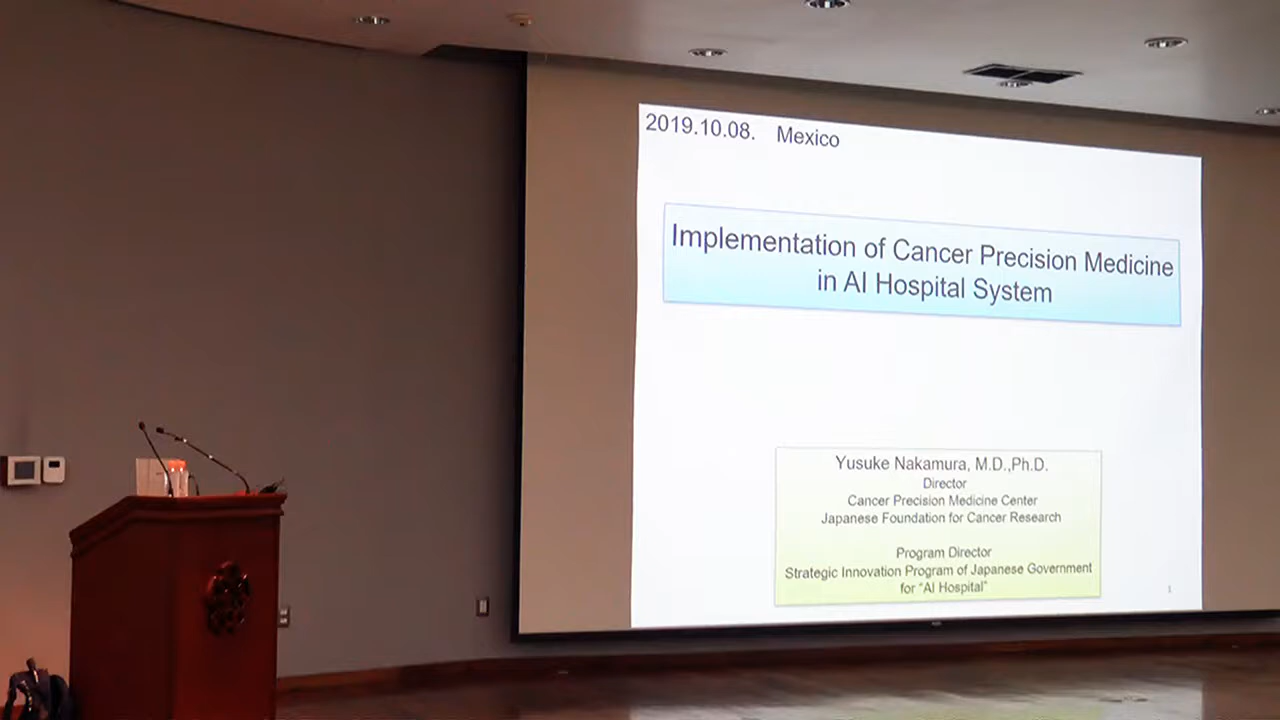 2019.10.08. Mexico
Implementation of Cancer Precision Medicine
in AI Hospital System
Yusuke Nakamura, M.D.,Ph.D.
Director
Cancer Precision Medicine Center
Japanese Foundation for Cancer Research
Program Director
Strategic Innovation Program of Japanese Government
for "AI Hospital"
1